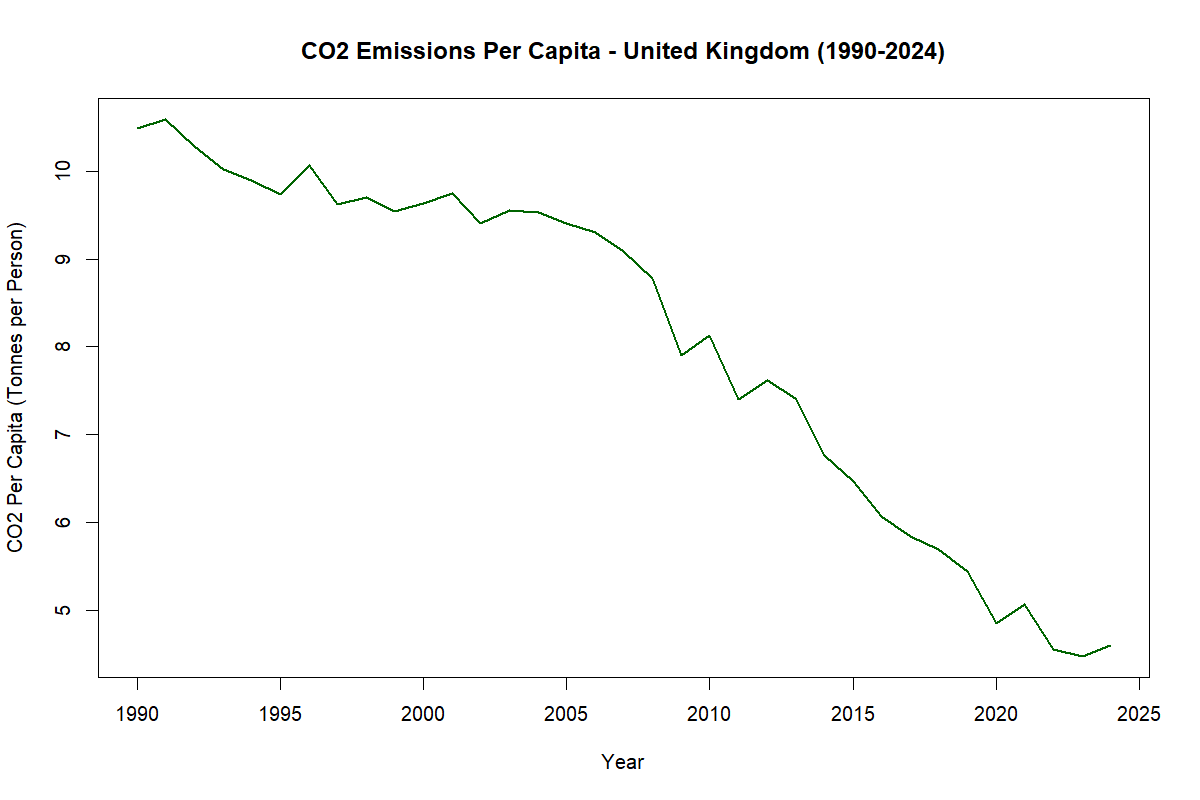 CO2 Emissions Per Capita - United Kingdom (1990-2024)
CO2 Per Capita (Tonnes per Person)
10
9
8
7
6
5
1990 1995 2000 2005 2010 2015 2020 2025
Year